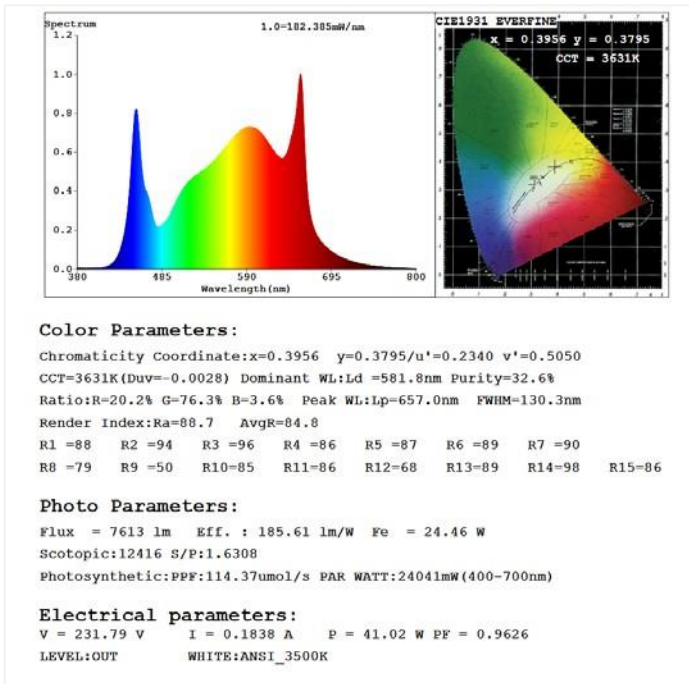 Spectrum 1.0=182.385mW/nm
1.2
1.0
0.8
0.6
0.4
0.2
0.0
380 485 590 695 800
Wavelength(nm)
CIE1931 EVERFINE
x = 0.3956 y = 0.3795
CCT = 3631K
Color Parameters:
Chromaticity Coordinate:x=0.3956 y=0.3795/u'=0.2340 v'=0.5050
CCT=3631K(Duv=-0.0028) Dominant WL:Ld =581.8nm Purity=32.6%
Ratio:R=20.2% G=76.3% B=3.6% Peak WL:Lp=657.0nm FWHM=130.3nm
Render Index:Ra=88.7 AvgR=84.8
R1 =88 R2 =94 R3 =96 R4 =86 R5 =87 R6 =89 R7 =90
R8 =79 R9 =50 R10=85 R11=86 R12=68 R13=89 R14=98 R15=86
Photo Parameters:
Flux = 7613 lm Eff. : 185.61 lm/W Fe = 24.46 W
Scotopic:12416 S/P:1.6308
Photosynthetic:PPF:114.37umol/s PAR WATT:24041mW(400-700nm)
Electrical parameters:
V = 231.79 V I = 0.1838 A P = 41.02 W PF = 0.9626
LEVEL:OUT WHITE:ANSI_3500K